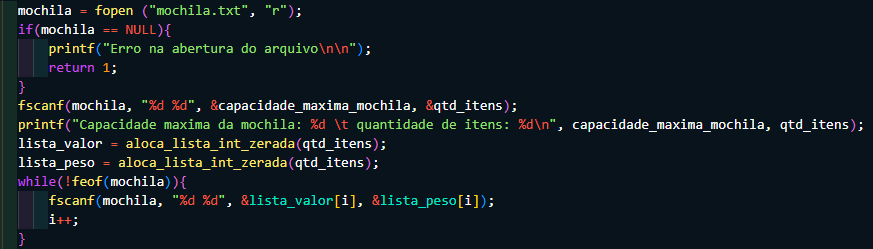 mochila = fopen ("mochila.txt", "r");
if(mochila == NULL){
printf("Erro na abertura do arquivo\n\n");
return 1;
}
fscanf(mochila, "%d %d", &capacidade_maxima_mochila, &qtd_itens);
printf("Capacidade maxima da mochila: %d \t quantidade de itens: %d\n", capacidade_maxima_mochila, qtd_itens);
lista_valor = aloca_lista_int_zerada(qtd_itens);
lista_peso = aloca_lista_int_zerada(qtd_itens);
while(!feof(mochila)){
fscanf(mochila, "%d %d", &lista_valor[i], &lista_peso[i]);
i++;
}